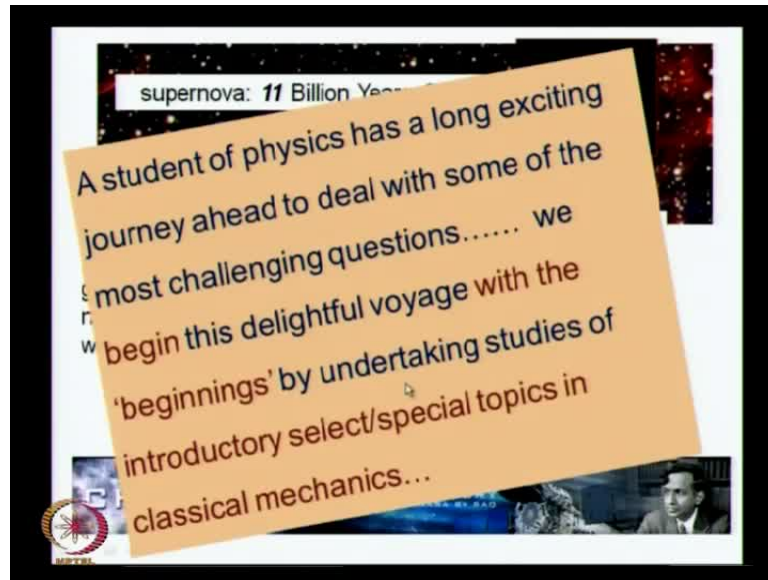 supernova: 11 Billion
A student of physics has a long exciting
journey ahead to deal with some of the
most challenging questions...... we
begin this delightful voyage with the
‘beginnings’ by undertaking studies of
introductory select/special topics in
classical mechanics...
NPTEL